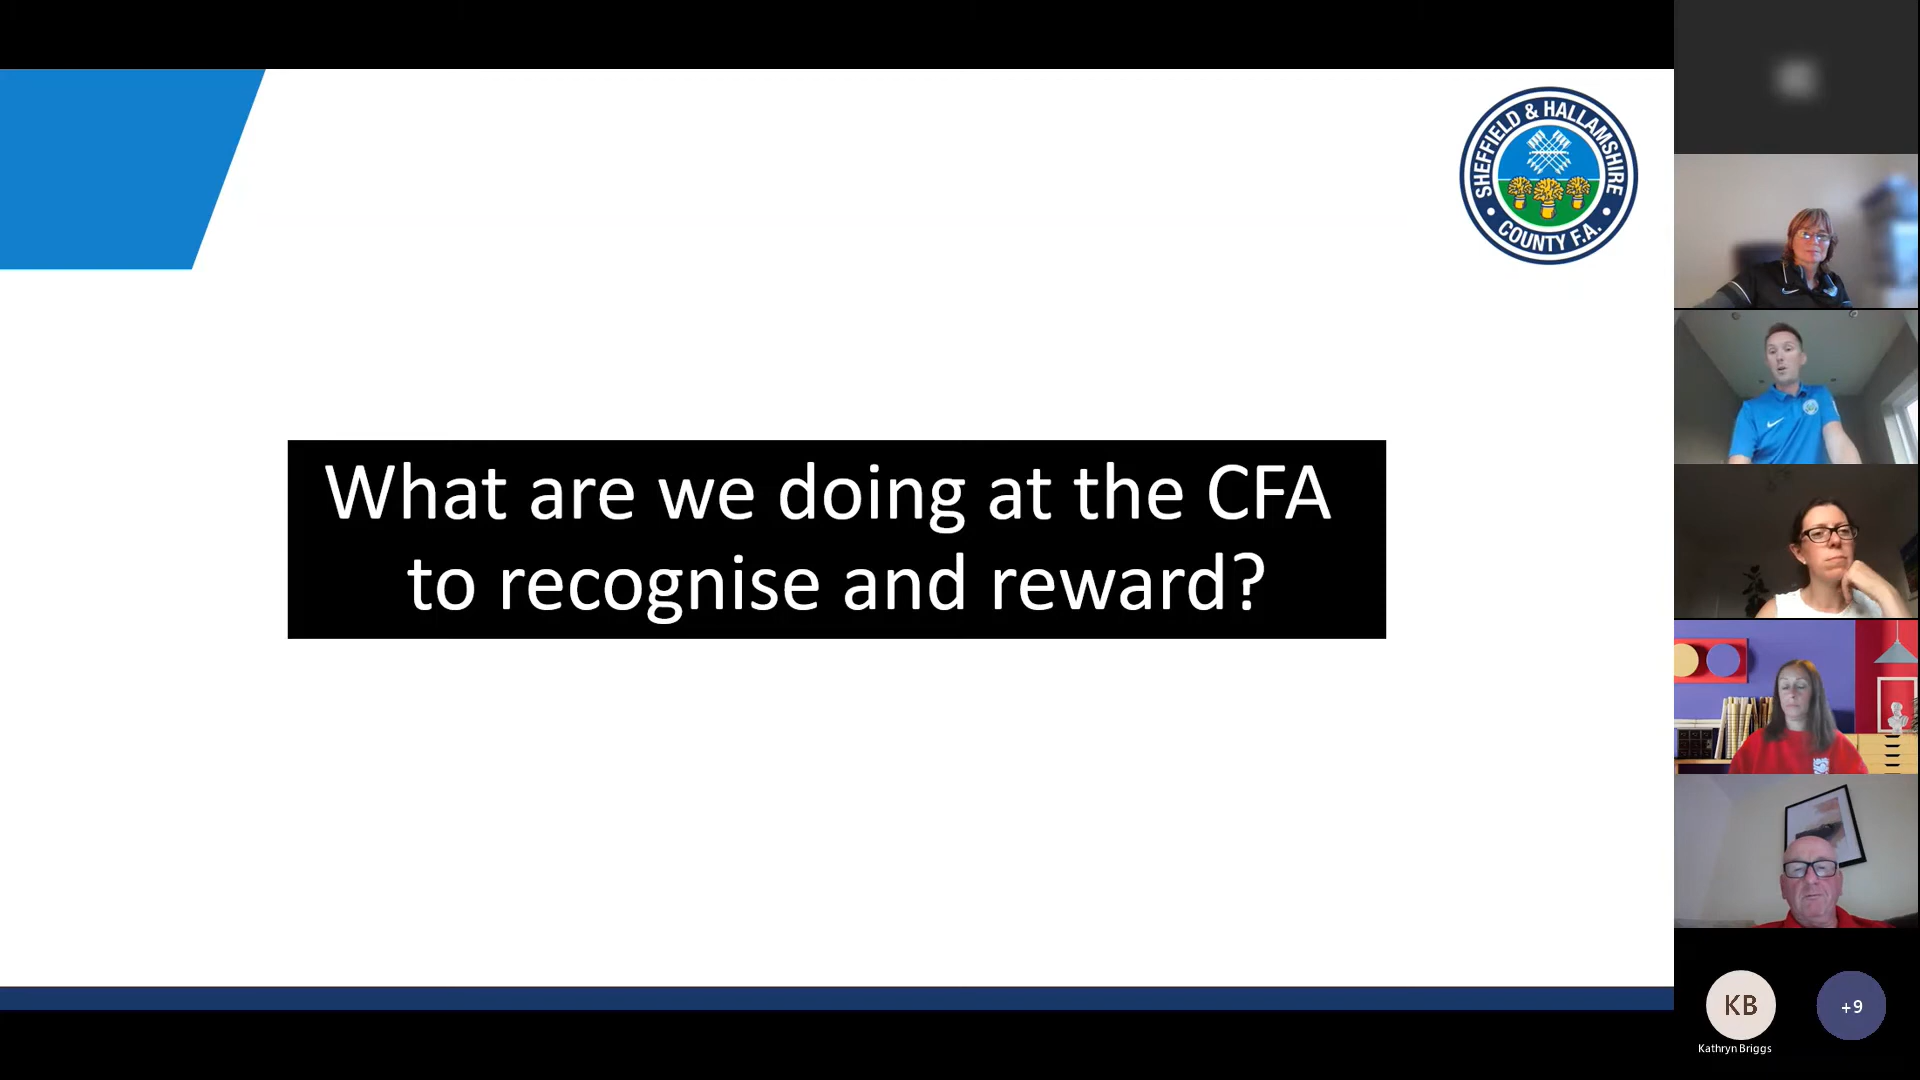 SHEFFIELD & HALLAMSHIRE
COUNTY F.A.
What are we doing at the CFA
to recognise and reward?
KB
+9
Kathryn Briggs